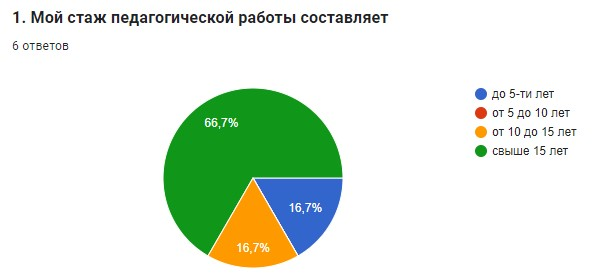 1. Мой стаж педагогической работы составляет
6 ответов
66,7%
16,7%
16,7%
до 5-ти лет
от 5 до 10 лет
от 10 до 15 лет
свыше 15 лет